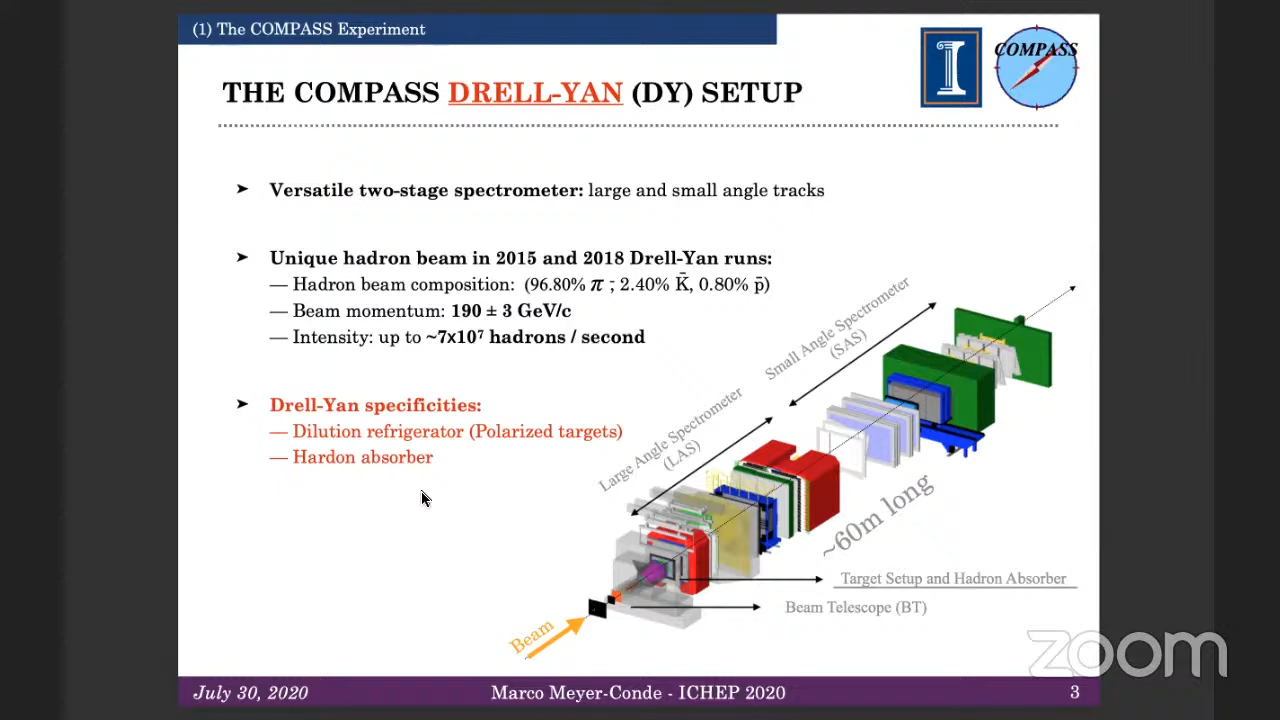 (1) The COMPASS Experiment
COMPASS
THE COMPASS DRELL-YAN (DY) SETUP
➤ Versatile two-stage spectrometer: large and small angle tracks
➤ Unique hadron beam in 2015 and 2018 Drell-Yan runs:
— Hadron beam composition: (96.80% π⁻; 2.40% K̄, 0.80% p̄)
— Beam momentum: 190 ± 3 GeV/c
— Intensity: up to ~7x10⁷ hadrons / second
➤ Drell-Yan specificities:
— Dilution refrigerator (Polarized targets)
— Hardon absorber
Small Angle Spectrometer
(SAS)
Large Angle Spectrometer
(LAS)
~60m long
Target Setup and Hadron Absorber
Beam Telescope (BT)
Beam
zoom
July 30, 2020
Marco Meyer-Conde - ICHEP 2020
3